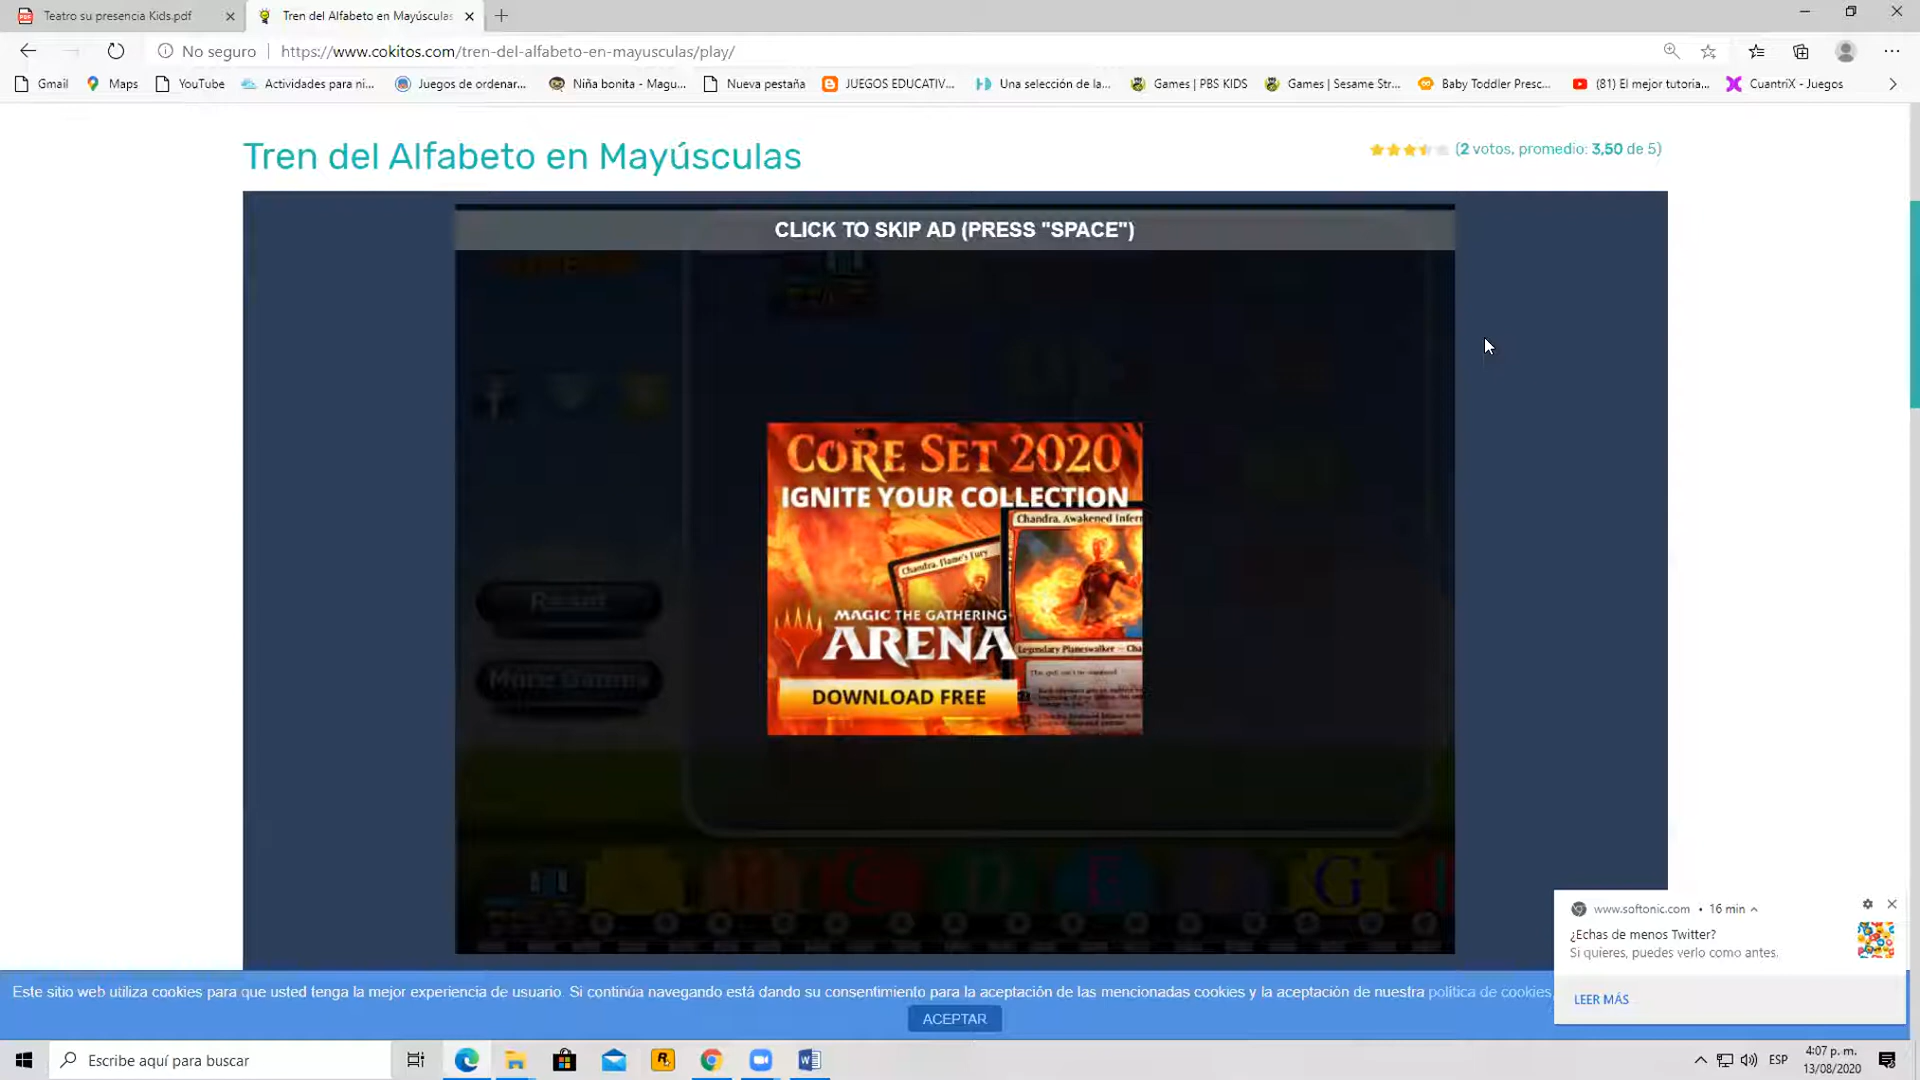 Teatro su presencia Kids.pdf
Tren del Alfabeto en Mayúsculas
No seguro
https://www.cokitos.com/tren-del-alfabeto-en-mayusculas/play/
Gmail
Maps
YouTube
Actividades para ni...
Juegos de ordenar...
Niña bonita - Magu...
Nueva pestaña
JUEGOS EDUCATIV...
Una selección de la...
Games | PBS KIDS
Games | Sesame Str...
Baby Toddler Presc...
(81) El mejor tutoria...
CuantriX - Juegos
Tren del Alfabeto en Mayúsculas
(2 votos, promedio: 3,50 de 5)
CLICK TO SKIP AD (PRESS "SPACE")
CORE SET 2020
IGNITE YOUR COLLECTION
Chandra, Awakened Infern
Chandra, Flame's Fury
MAGIC THE GATHERING
ARENA
Legendary Planeswalker — Cha
DOWNLOAD FREE
Reset
More Games
B C D E F G
www.softonic.com • 16 min
¿Echas de menos Twitter?
Si quieres, puedes verlo como antes.
LEER MÁS
Este sitio web utiliza cookies para que usted tenga la mejor experiencia de usuario. Si continúa navegando está dando su consentimiento para la aceptación de las mencionadas cookies y la aceptación de nuestra política de cookies
ACEPTAR
Escribe aquí para buscar
ESP
4:07 p. m.
13/08/2020